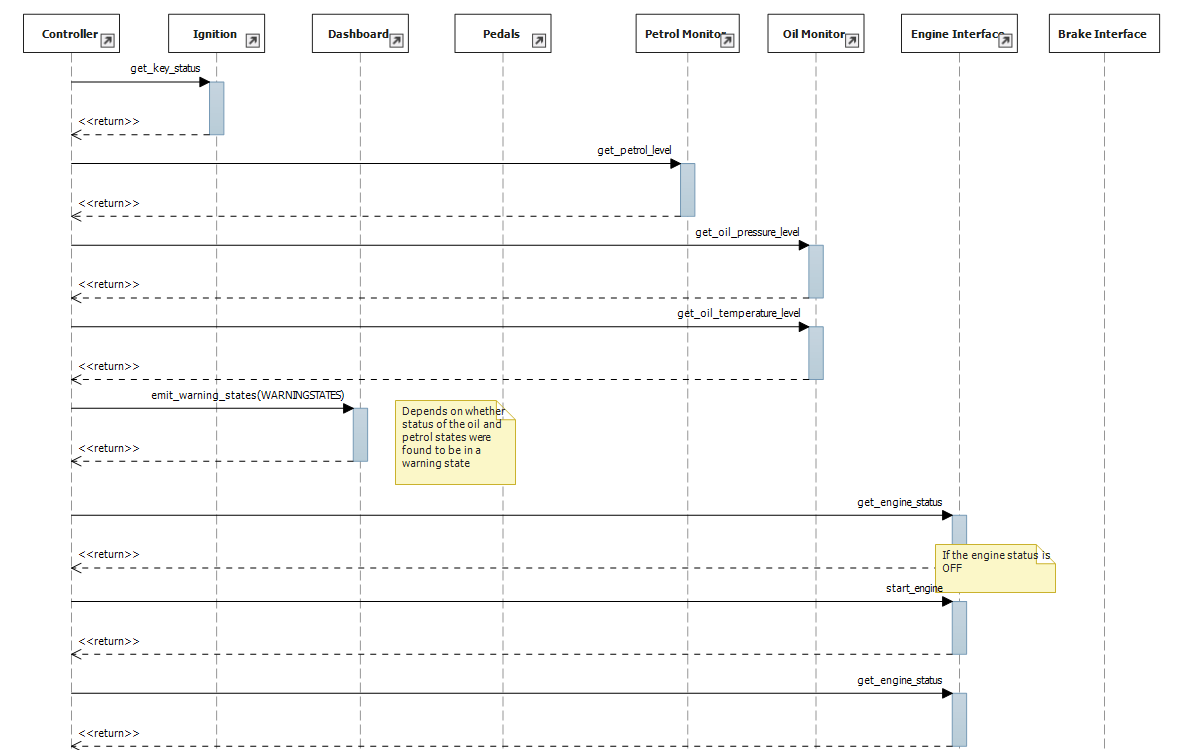 Controller
Ignition
Dashboard
Pedals
Petrol Monitor
Oil Monitor
Engine Interface
Brake Interface
get_key_status
<<return>>
get_petrol_level
<<return>>
get_oil_pressure_level
<<return>>
get_oil_temperature_level
<<return>>
emit_warning_states(WARNINGSTATES)
Depends on whether
status of the oil and
petrol states were
found to be in a
warning state
<<return>>
get_engine_status
<<return>>
If the engine status is
OFF
start_engine
<<return>>
get_engine_status
<<return>>